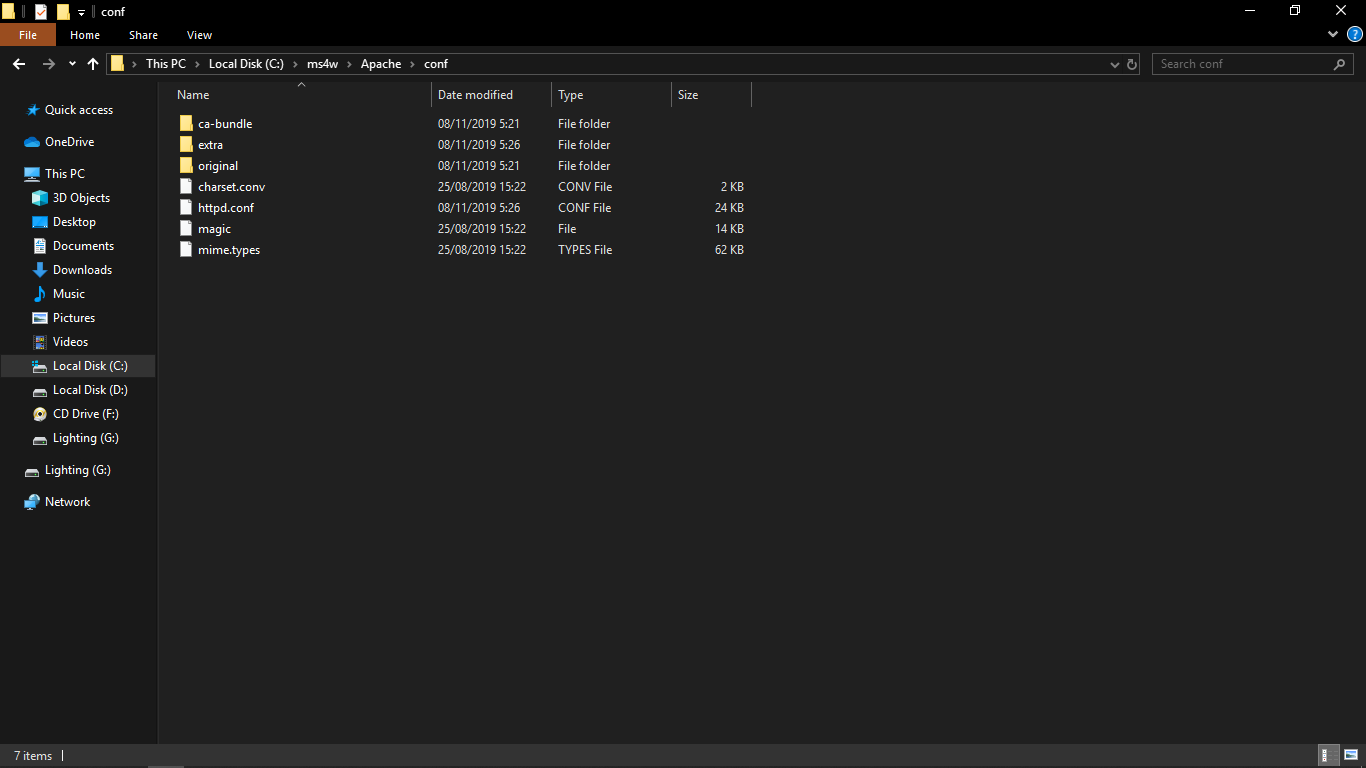 conf
File Home Share View
This PC Local Disk (C:) ms4w Apache conf
Search conf
Name Date modified Type Size
Quick access
OneDrive
This PC
3D Objects
Desktop
Documents
Downloads
Music
Pictures
Videos
Local Disk (C:)
Local Disk (D:)
CD Drive (F:)
Lighting (G:)
Lighting (G:)
Network
ca-bundle 08/11/2019 5:21 File folder
extra 08/11/2019 5:26 File folder
original 08/11/2019 5:21 File folder
charset.conv 25/08/2019 15:22 CONV File 2 KB
httpd.conf 08/11/2019 5:26 CONF File 24 KB
magic 25/08/2019 15:22 File 14 KB
mime.types 25/08/2019 15:22 TYPES File 62 KB
7 items